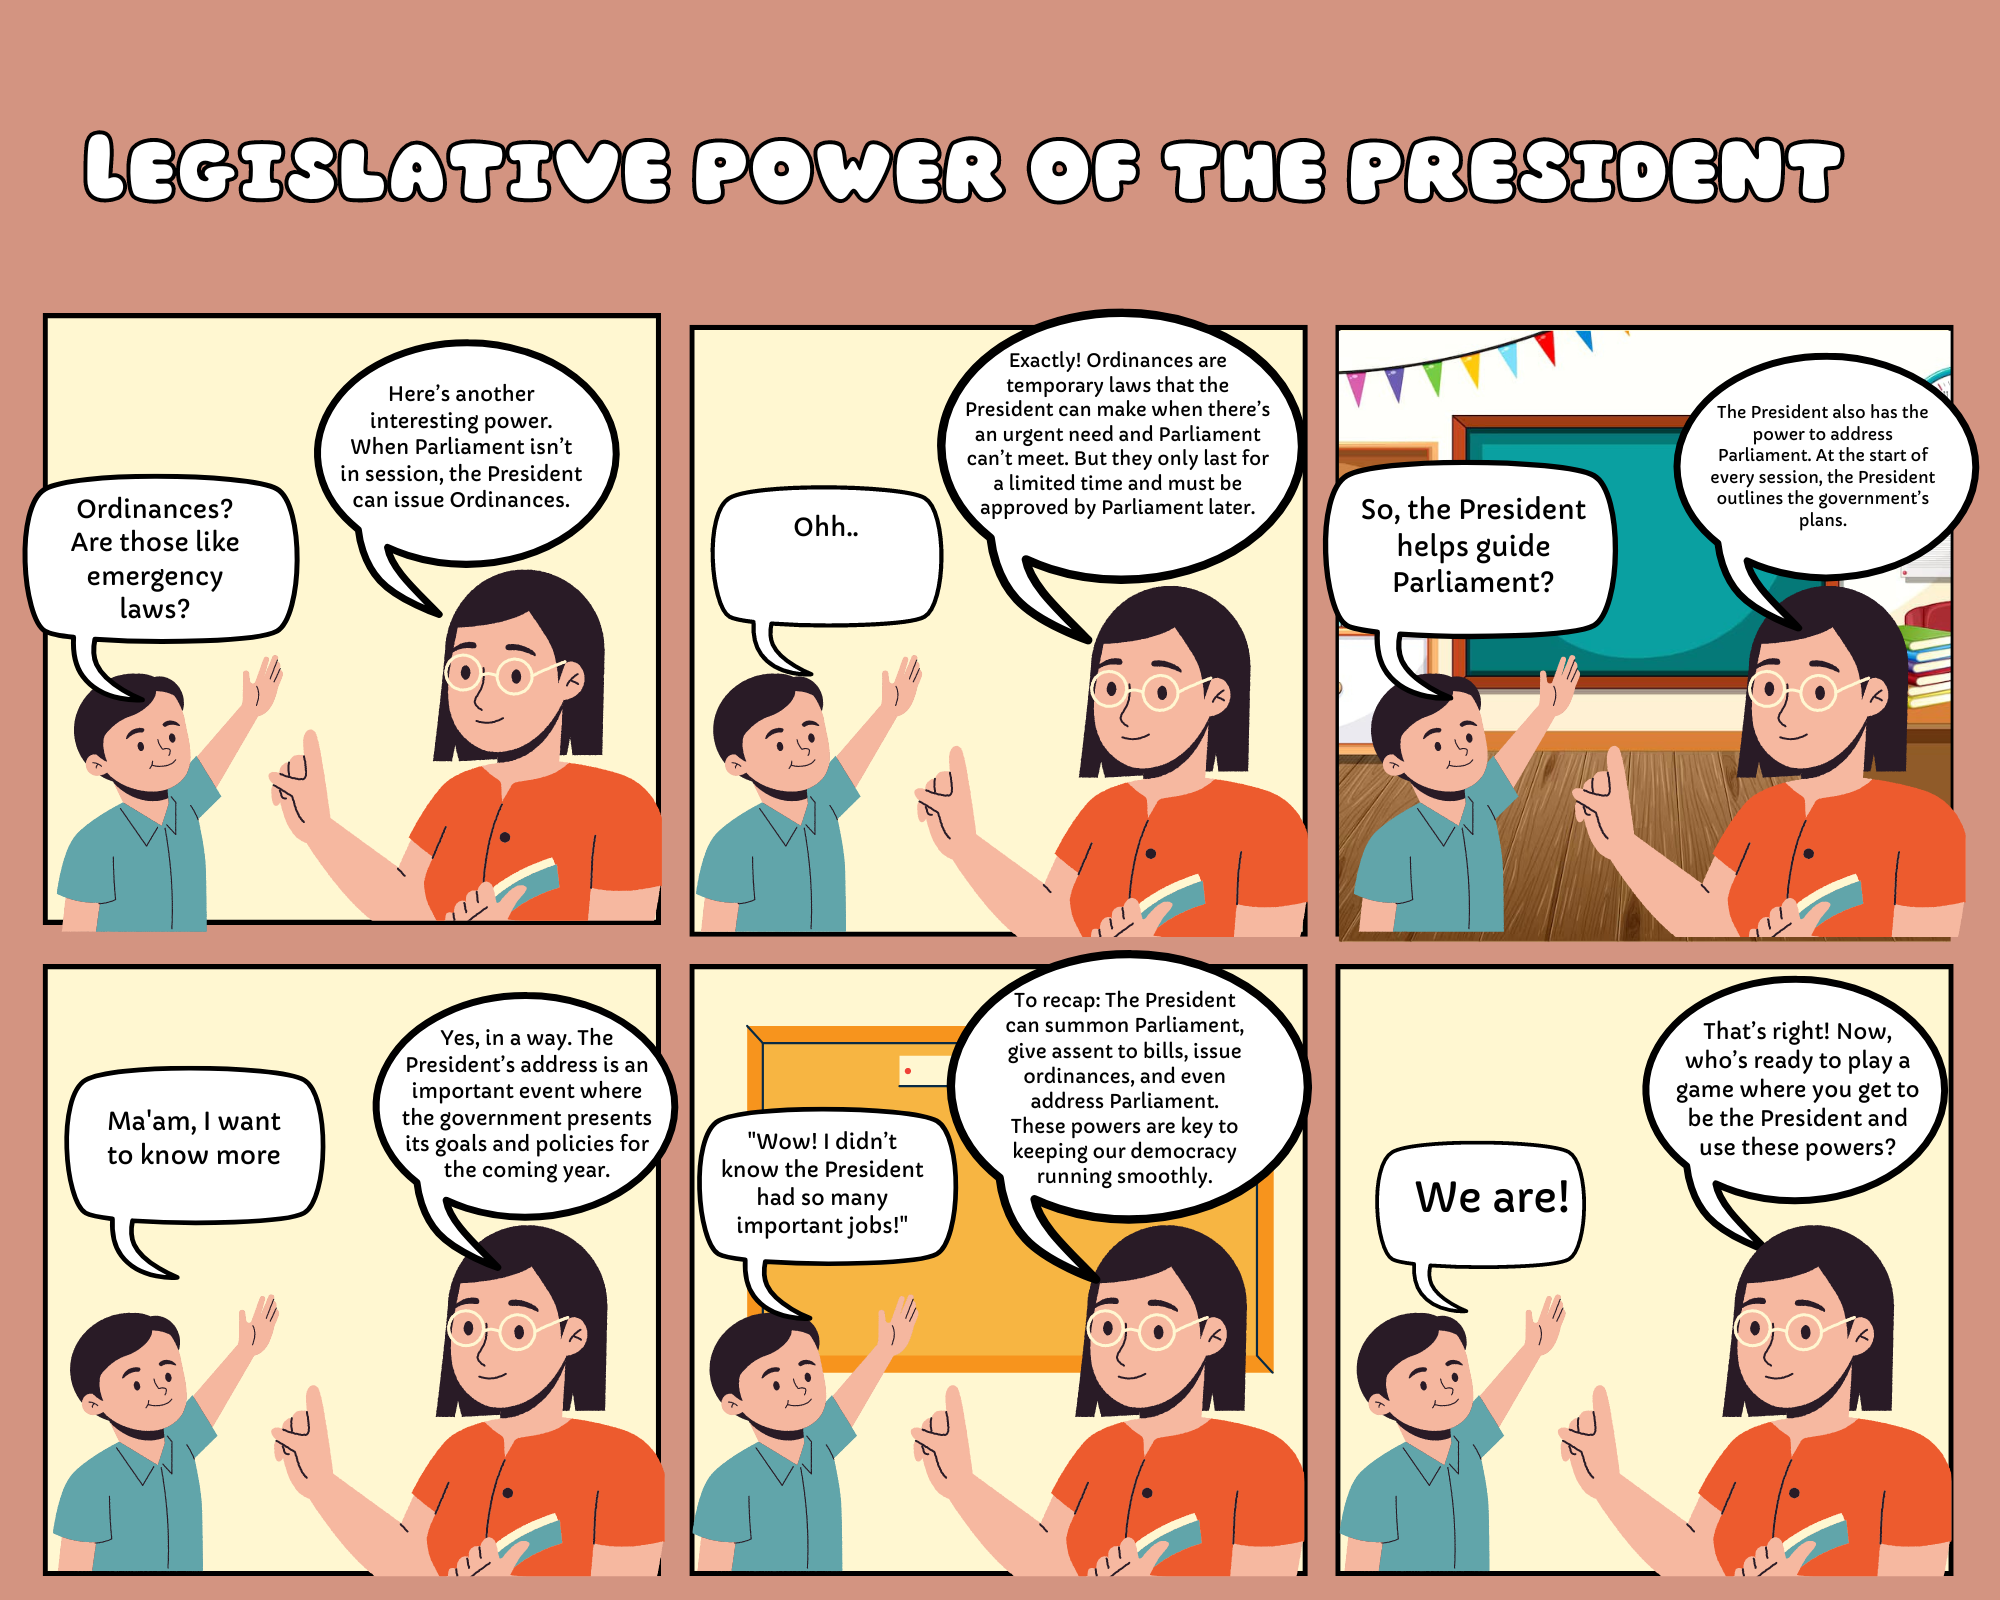 LEGISLATIVE POWER OF THE PRESIDENT
Here’s another
interesting power.
When Parliament isn’t
in session, the President
can issue Ordinances.
Ordinances?
Are those like
emergency
laws?
Exactly! Ordinances are
temporary laws that the
President can make when there’s
an urgent need and Parliament
can’t meet. But they only last for
a limited time and must be
approved by Parliament later.
Ohh..
The President also has the
power to address
Parliament. At the start of
every session, the President
outlines the government’s
plans.
So, the President
helps guide
Parliament?
Yes, in a way. The
President’s address is an
important event where
the government presents
its goals and policies for
the coming year.
Ma'am, I want
to know more
To recap: The President
can summon Parliament,
give assent to bills, issue
ordinances, and even
address Parliament.
These powers are key to
keeping our democracy
running smoothly.
"Wow! I didn’t
know the President
had so many
important jobs!"
That’s right! Now,
who’s ready to play a
game where you get to
be the President and
use these powers?
We are!